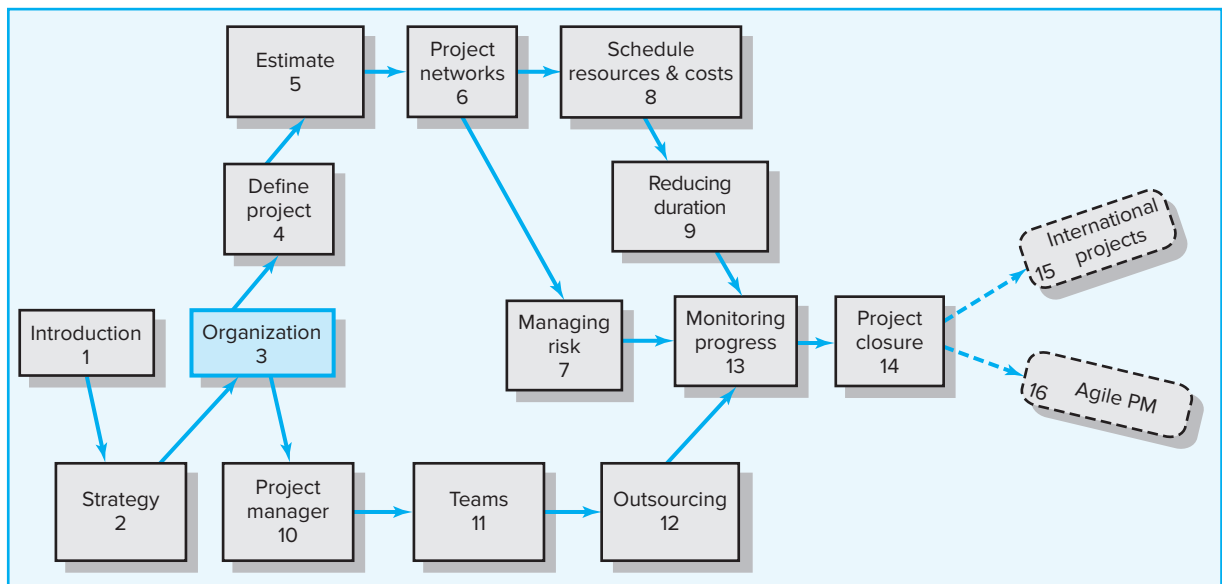 Estimate
5
Project
networks
6
Schedule
resources & costs
8
Define
project
4
Reducing
duration
9
International
projects
15
Introduction
1
Organization
3
Managing
risk
7
Monitoring
progress
13
Project
closure
14
Agile PM
16
Strategy
2
Project
manager
10
Teams
11
Outsourcing
12